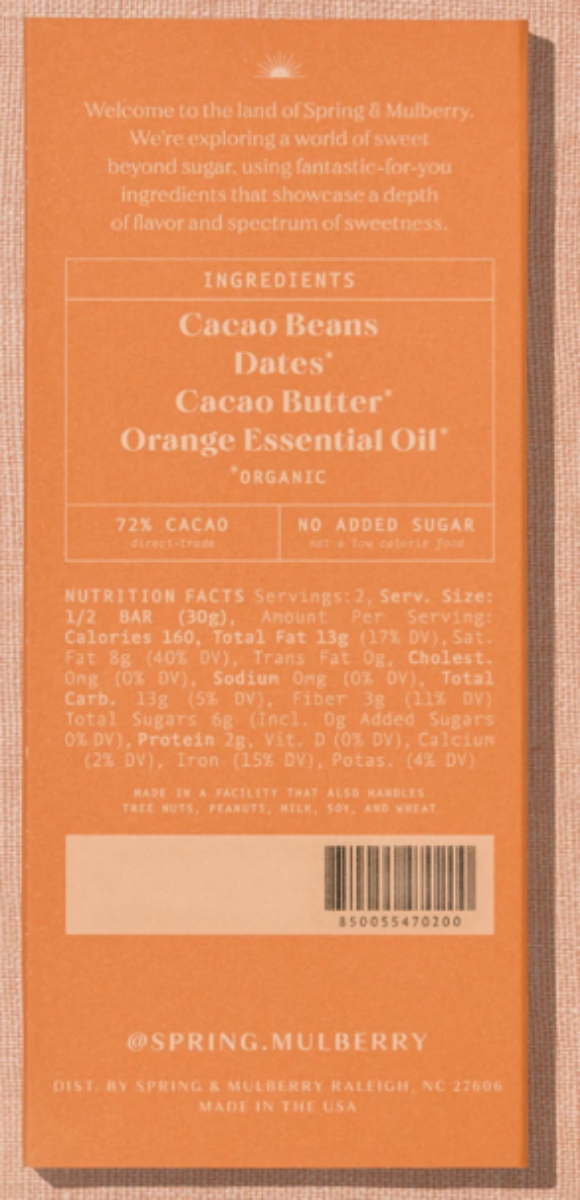 Welcome to the land of Spring & Mulberry.
We're exploring a world of sweet
beyond sugar, using fantastic-for-you
ingredients that showcase a depth
of flavor and spectrum of sweetness.
INGREDIENTS
Cacao Beans
Dates*
Cacao Butter*
Orange Essential Oil*
*ORGANIC
72% CACAO
direct-trade
NO ADDED SUGAR
not a low calorie food
NUTRITION FACTS Servings: 2, Serv. Size:
1/2 BAR (30g), Amount Per Serving:
Calories 160, Total Fat 13g (17% DV), Sat.
Fat 8g (40% DV), Trans Fat 0g, Cholest.
0mg (0% DV), Sodium 0mg (0% DV), Total
Carb. 13g (5% DV), Fiber 3g (11% DV)
Total Sugars 6g (Incl. 0g Added Sugars
0% DV), Protein 2g, Vit. D (0% DV), Calcium
(2% DV), Iron (15% DV), Potas. (4% DV)
MADE IN A FACILITY THAT ALSO HANDLES
TREE NUTS, PEANUTS, MILK, SOY, AND WHEAT
850055470200
@SPRING.MULBERRY
DIST. BY SPRING & MULBERRY RALEIGH, NC 27606
MADE IN THE USA